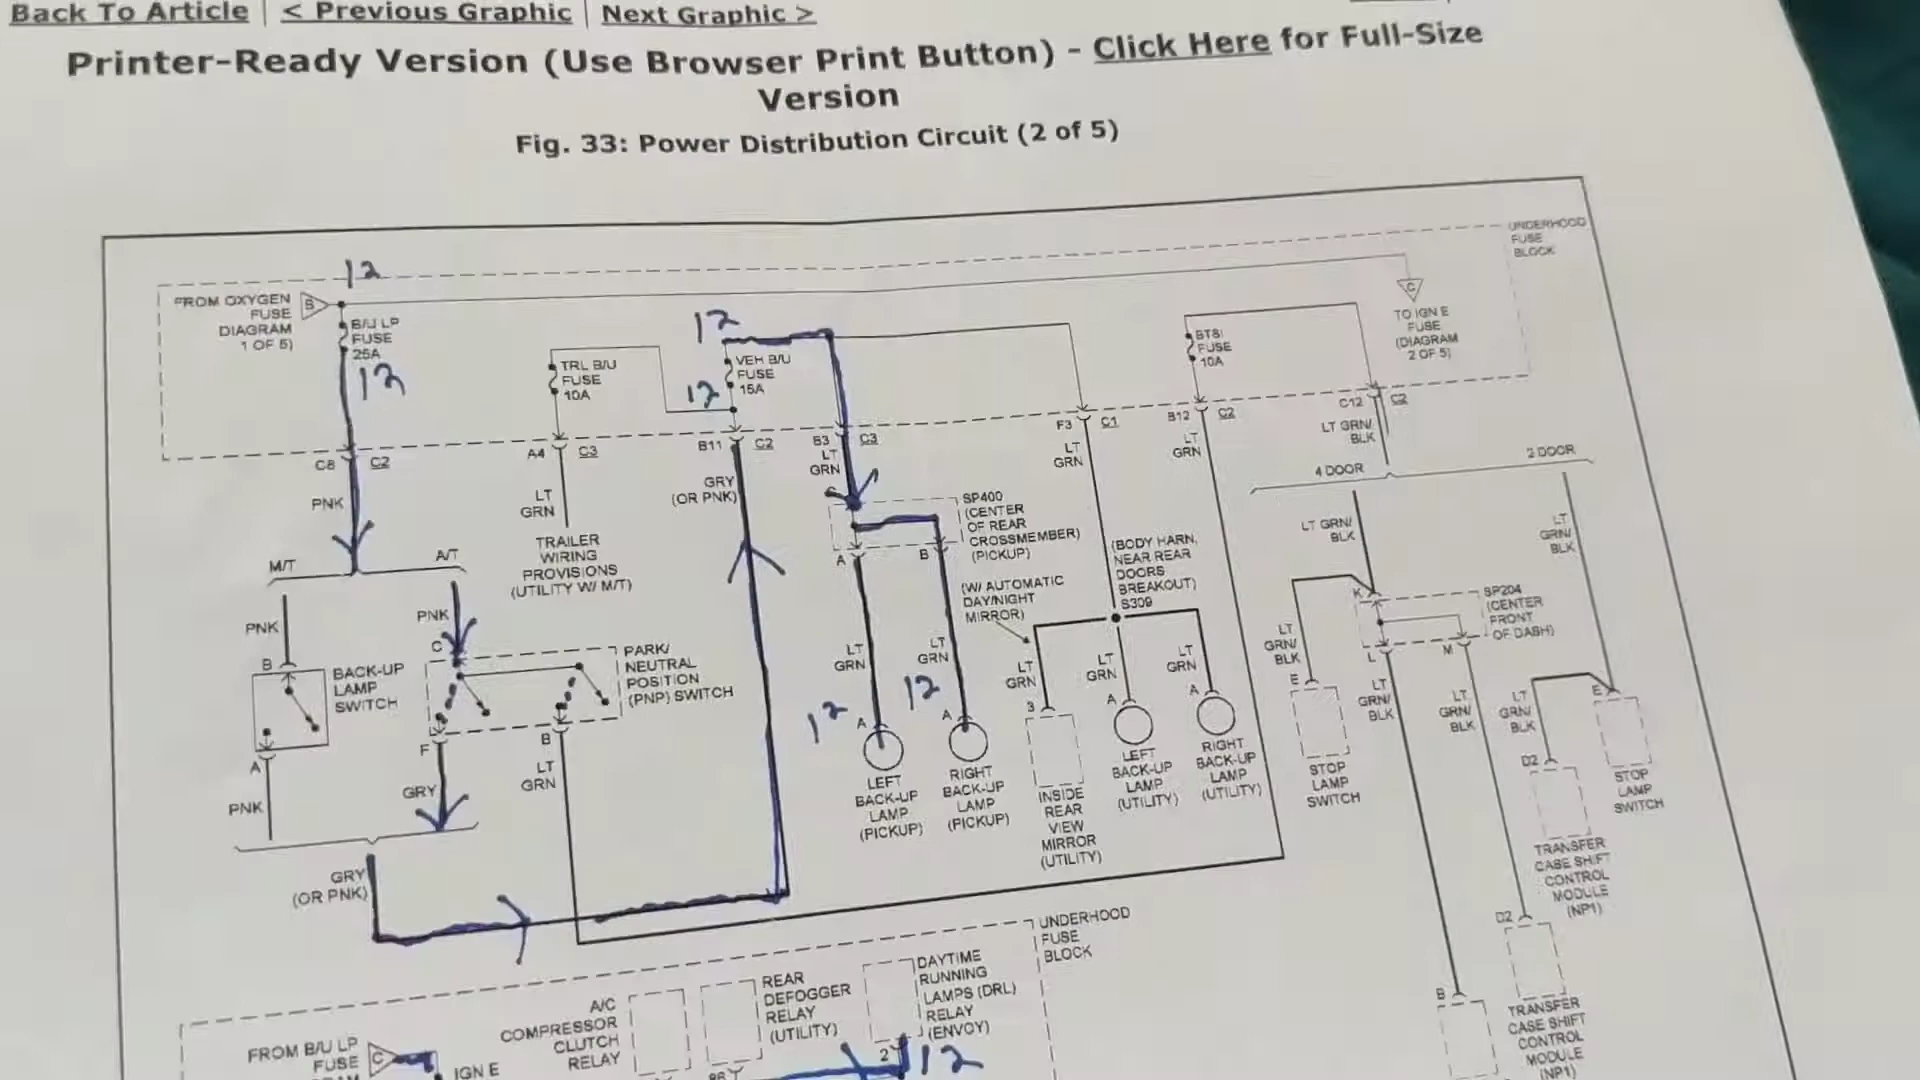 Back To Article | < Previous Graphic | Next Graphic >
Printer-Ready Version (Use Browser Print Button) - Click Here for Full-Size
Version
Fig. 33: Power Distribution Circuit (2 of 5)
UNDERHOOD
FUSE
BLOCK
12
FROM OXYGEN
FUSE
DIAGRAM
1 OF 5)
B
B/U LP
FUSE
25A
12
TRL B/U
FUSE
10A
12
VEH B/U
FUSE
15A
12
BTSI
FUSE
10A
C
TO IGN E
FUSE
(DIAGRAM
2 OF 5)
C8 C2
A4 C3
B11 C2
B3 C3
F3 C1
B12 C2
C12 C2
PNK
LT
GRN
GRY
(OR PNK)
LT
GRN
LT
GRN
LT
GRN
LT GRN/
BLK
4 DOOR
2 DOOR
TRAILER
WIRING
PROVISIONS
(UTILITY W/ M/T)
SP400
(CENTER
OF REAR
CROSSMEMBER)
(PICKUP)
A
B
(BODY HARN,
NEAR REAR
DOORS
BREAKOUT)
S309
(W/ AUTOMATIC
DAY/NIGHT
MIRROR)
LT GRN/
BLK
LT
GRN/
BLK
M/T
A/T
PNK
PNK
B
BACK-UP
LAMP
SWITCH
A
PNK
C
PARK/
NEUTRAL
POSITION
(PNP) SWITCH
F
B
GRY
LT
GRN
GRY
(OR PNK)
LT
GRN
LT
GRN
12
12
A
A
LEFT
BACK-UP
LAMP
(PICKUP)
RIGHT
BACK-UP
LAMP
(PICKUP)
LT
GRN
LT
GRN
LT
GRN
3
A
A
INSIDE
REAR
VIEW
MIRROR
(UTILITY)
LEFT
BACK-UP
LAMP
(UTILITY)
RIGHT
BACK-UP
LAMP
(UTILITY)
K
SP204
(CENTER
FRONT
OF DASH)
L
M
LT
GRN/
BLK
E
STOP
LAMP
SWITCH
LT
GRN/
BLK
LT
GRN/
BLK
LT
GRN/
BLK
E
D2
STOP
LAMP
SWITCH
TRANSFER
CASE SHIFT
CONTROL
MODULE
(NP1)
D2
B
TRANSFER
CASE SHIFT
CONTROL
MODULE
(NP1)
UNDERHOOD
FUSE
BLOCK
FROM B/U LP
FUSE
C
IGN E
A/C
COMPRESSOR
CLUTCH
RELAY
REAR
DEFOGGER
RELAY
(UTILITY)
DAYTIME
RUNNING
LAMPS (DRL)
RELAY
(ENVOY)
2
12
86